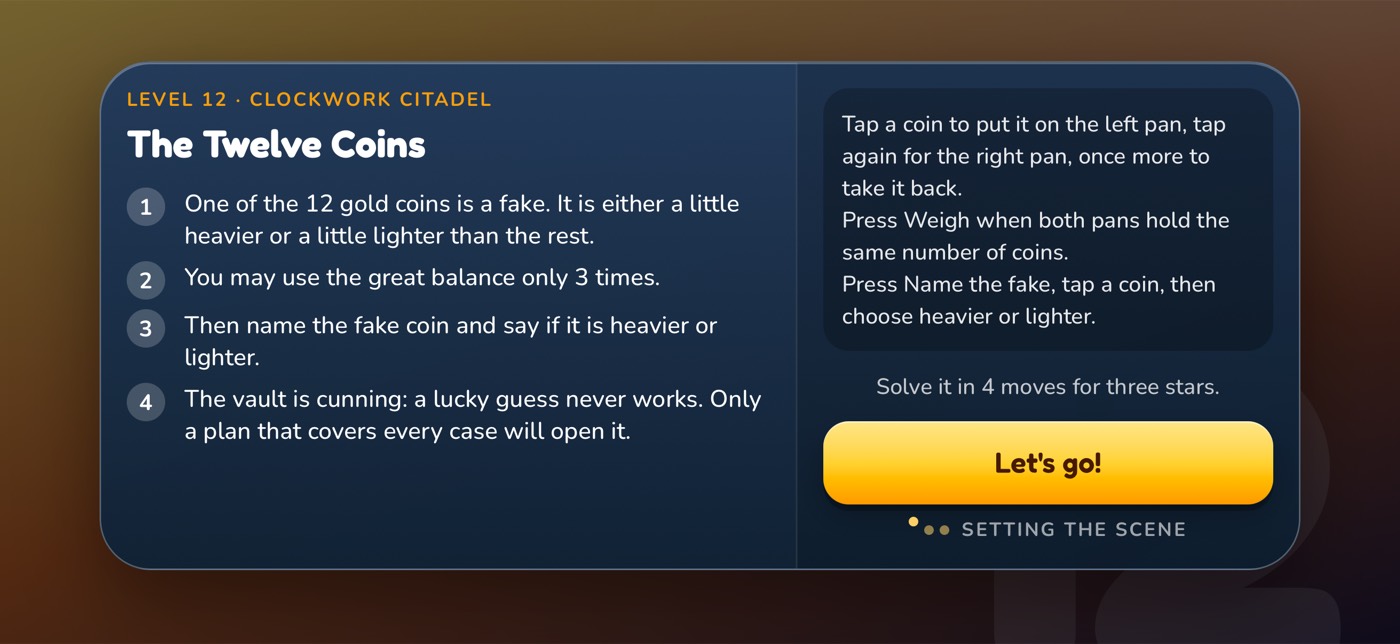 LEVEL 12 · CLOCKWORK CITADEL
The Twelve Coins
1 One of the 12 gold coins is a fake. It is either a little
heavier or a little lighter than the rest.
2 You may use the great balance only 3 times.
3 Then name the fake coin and say if it is heavier or
lighter.
4 The vault is cunning: a lucky guess never works. Only
a plan that covers every case will open it.
Tap a coin to put it on the left pan, tap
again for the right pan, once more to
take it back.
Press Weigh when both pans hold the
same number of coins.
Press Name the fake, tap a coin, then
choose heavier or lighter.
Solve it in 4 moves for three stars.
Let's go!
SETTING THE SCENE
12